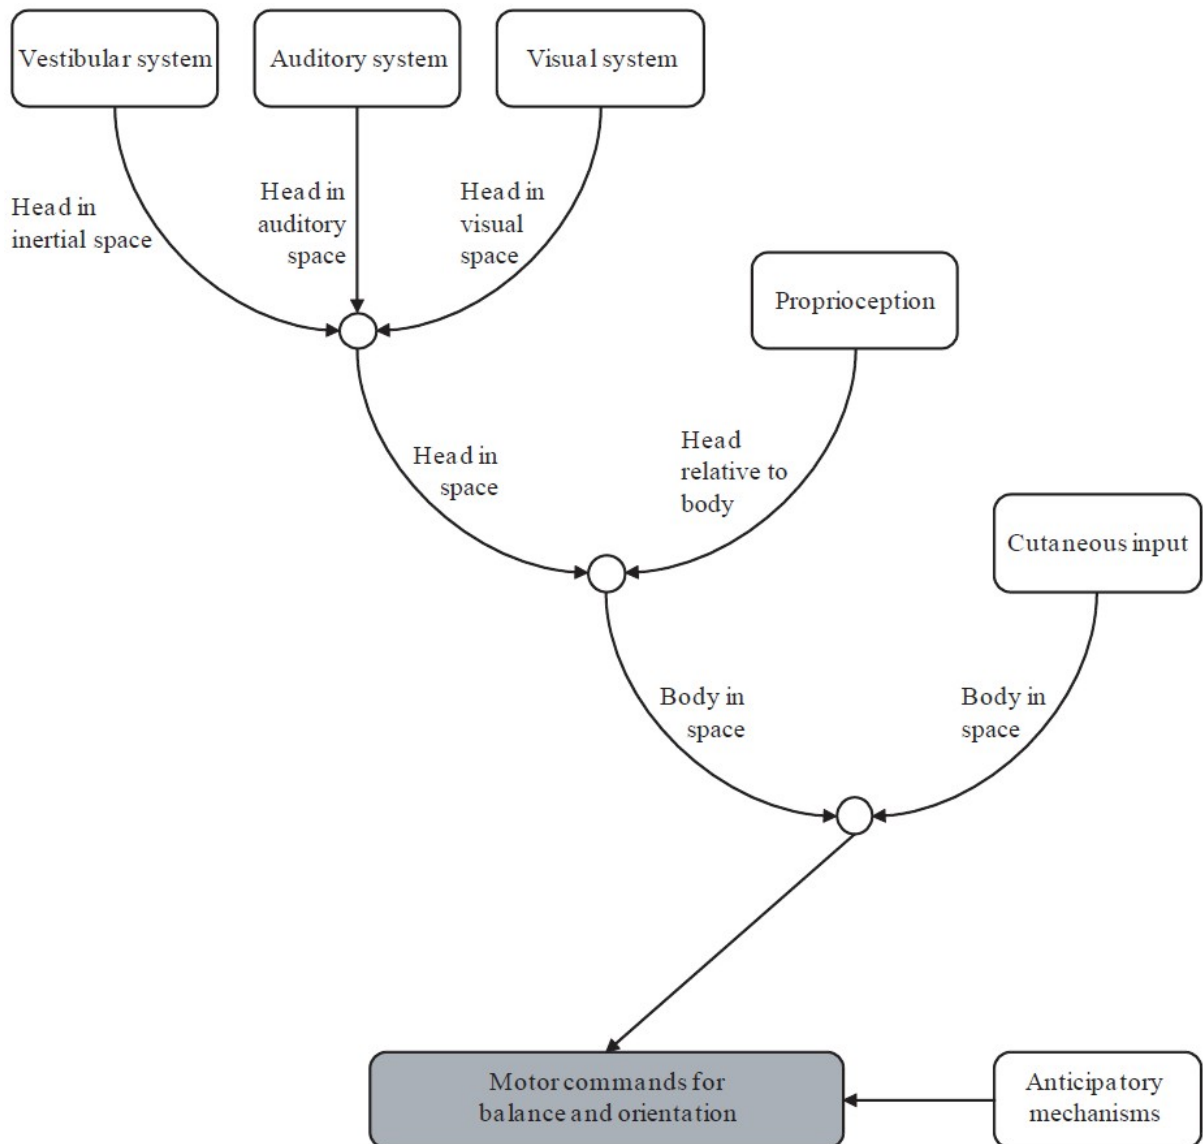 Vestibular system
Auditory system
Visual system
Head in
inertial space
Head in
auditory
space
Head in
visual
space
Proprioception
Head in
space
Head
relative to
body
Cutaneous input
Body in
space
Body in
space
Motor commands for
balance and orientation
Anticipatory
mechanisms